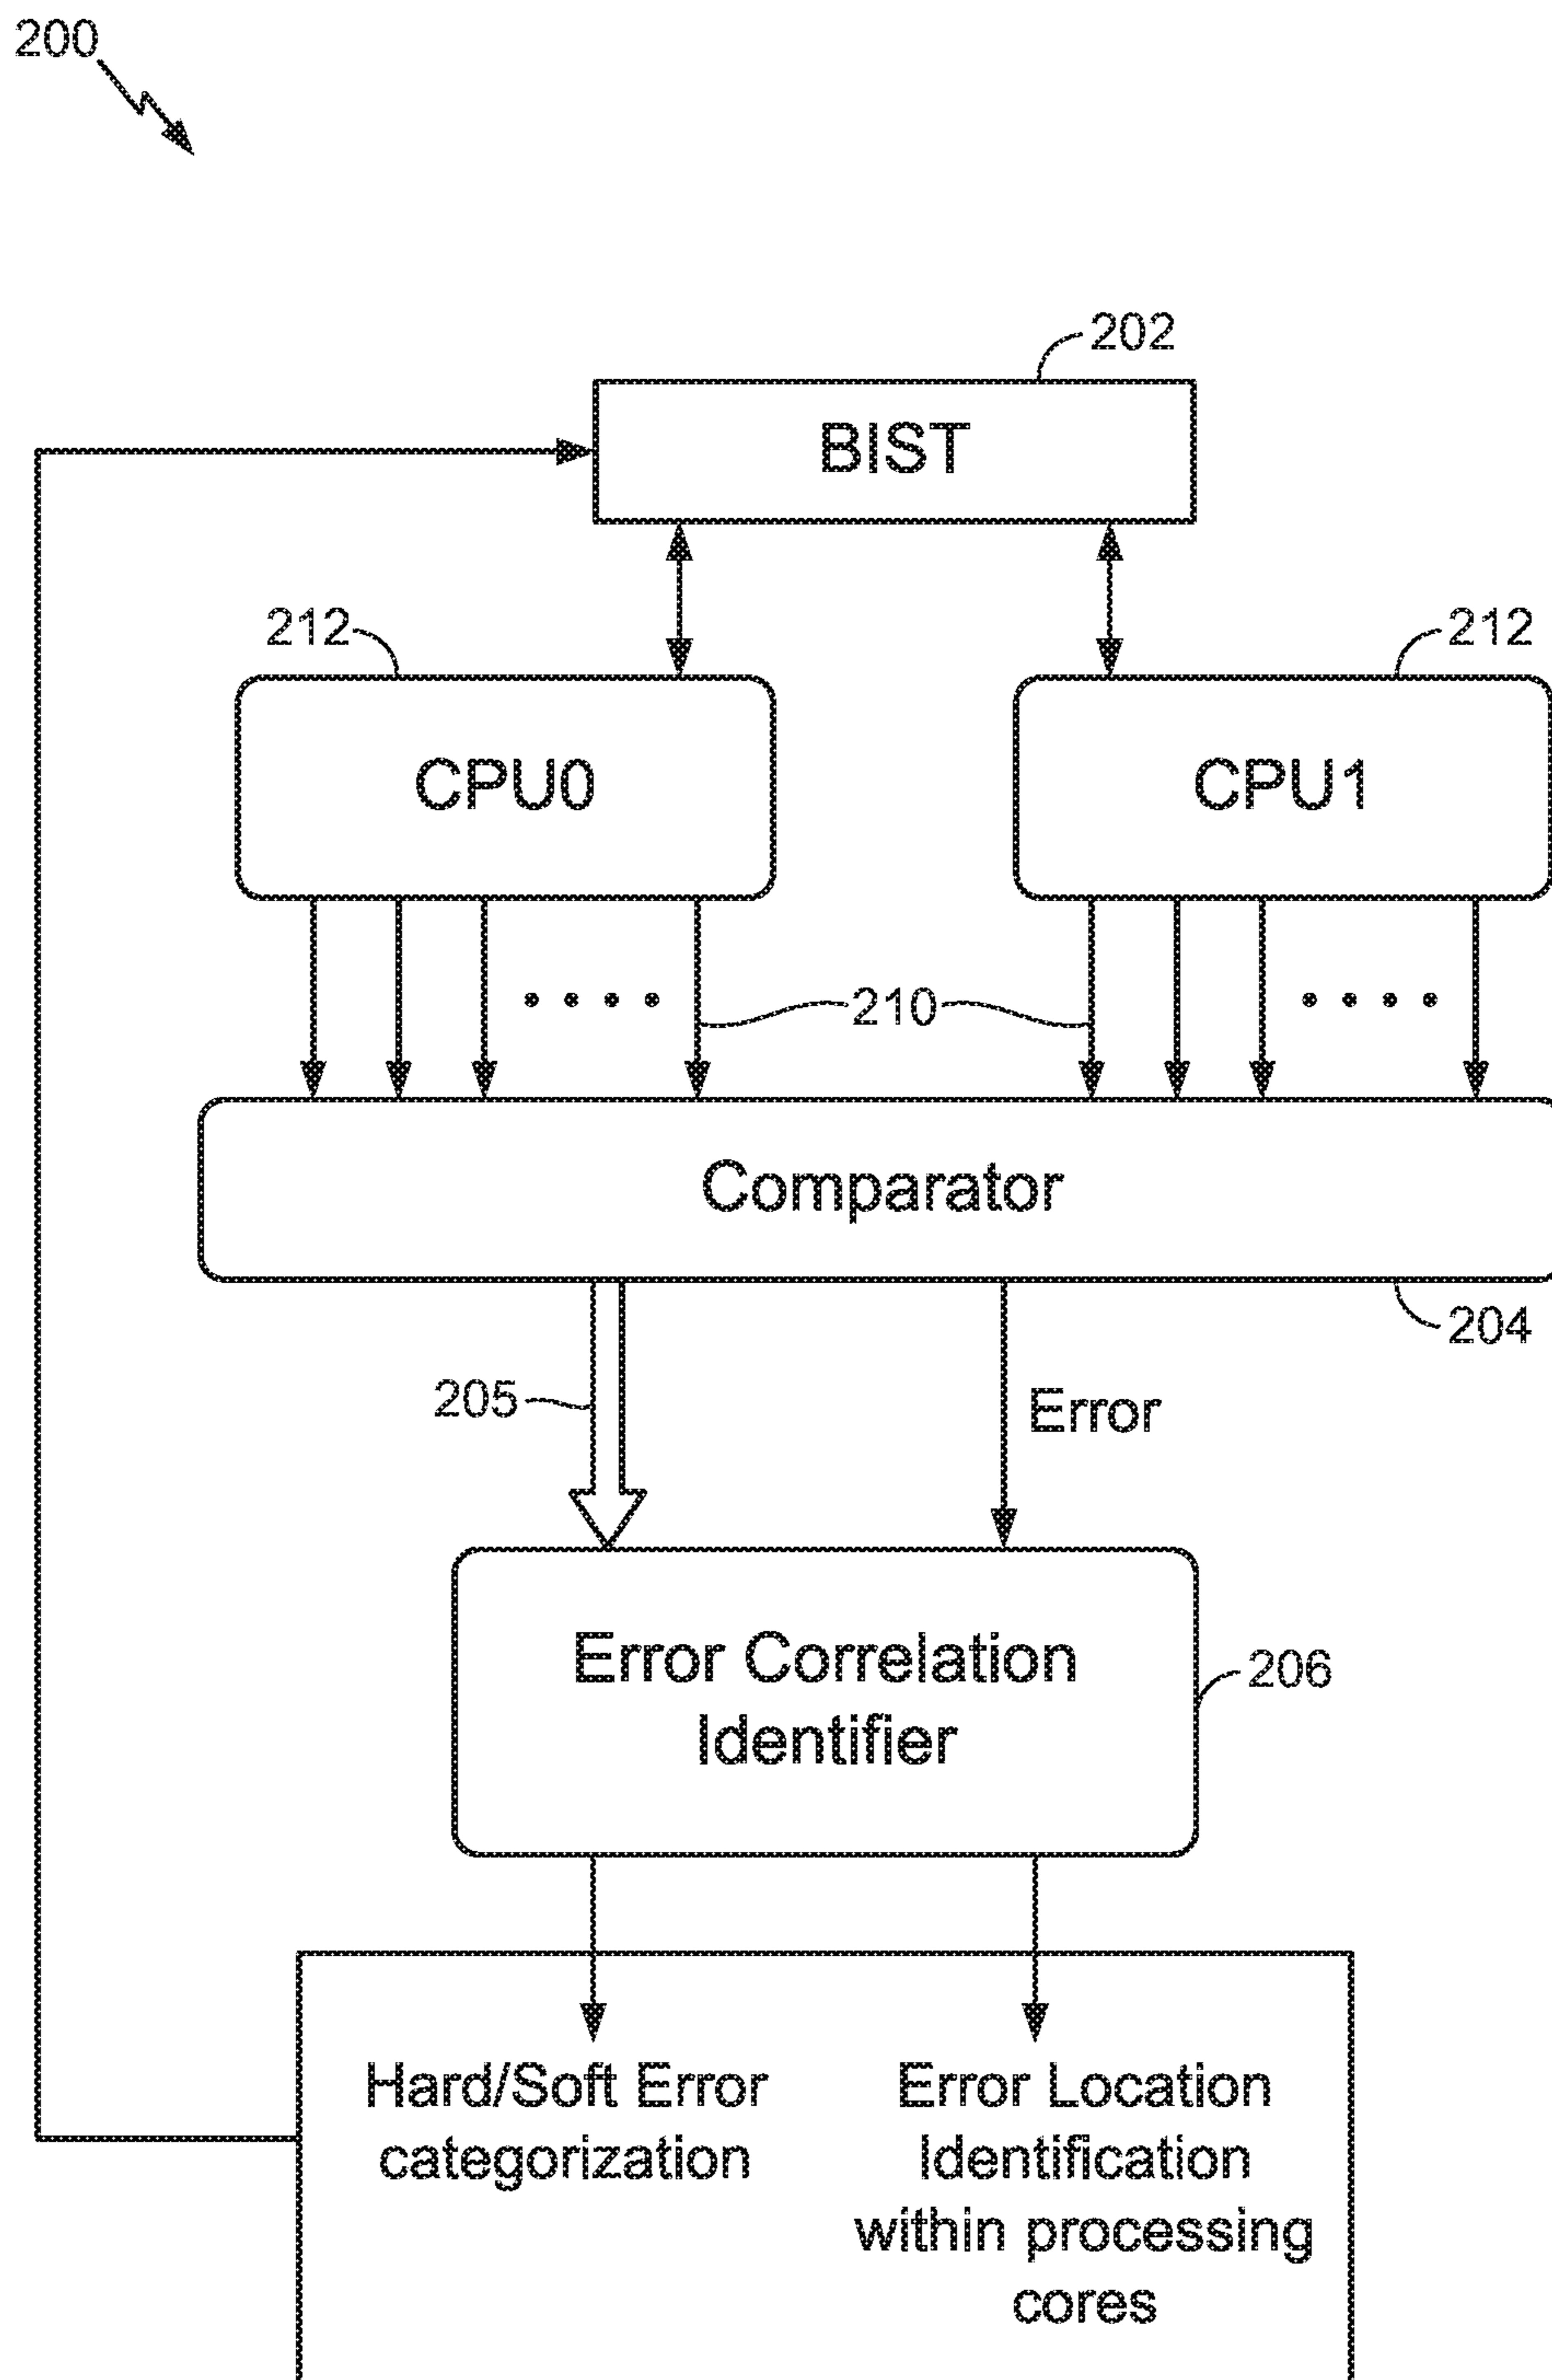 200
202
BIST
212
212
CPU0
CPU1
210
Comparator
204
205
Error
Error Correlation
Identifier
206
Hard/Soft Error
categorization
Error Location
Identification
within processing
cores